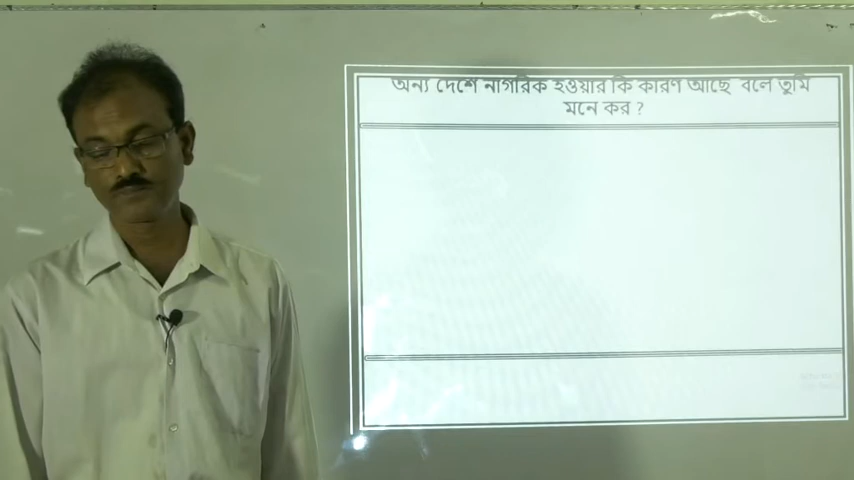 অন্য দেশে নাগরিক হওয়ার কি কারণ আছে বলে তুমি
মনে কর ?